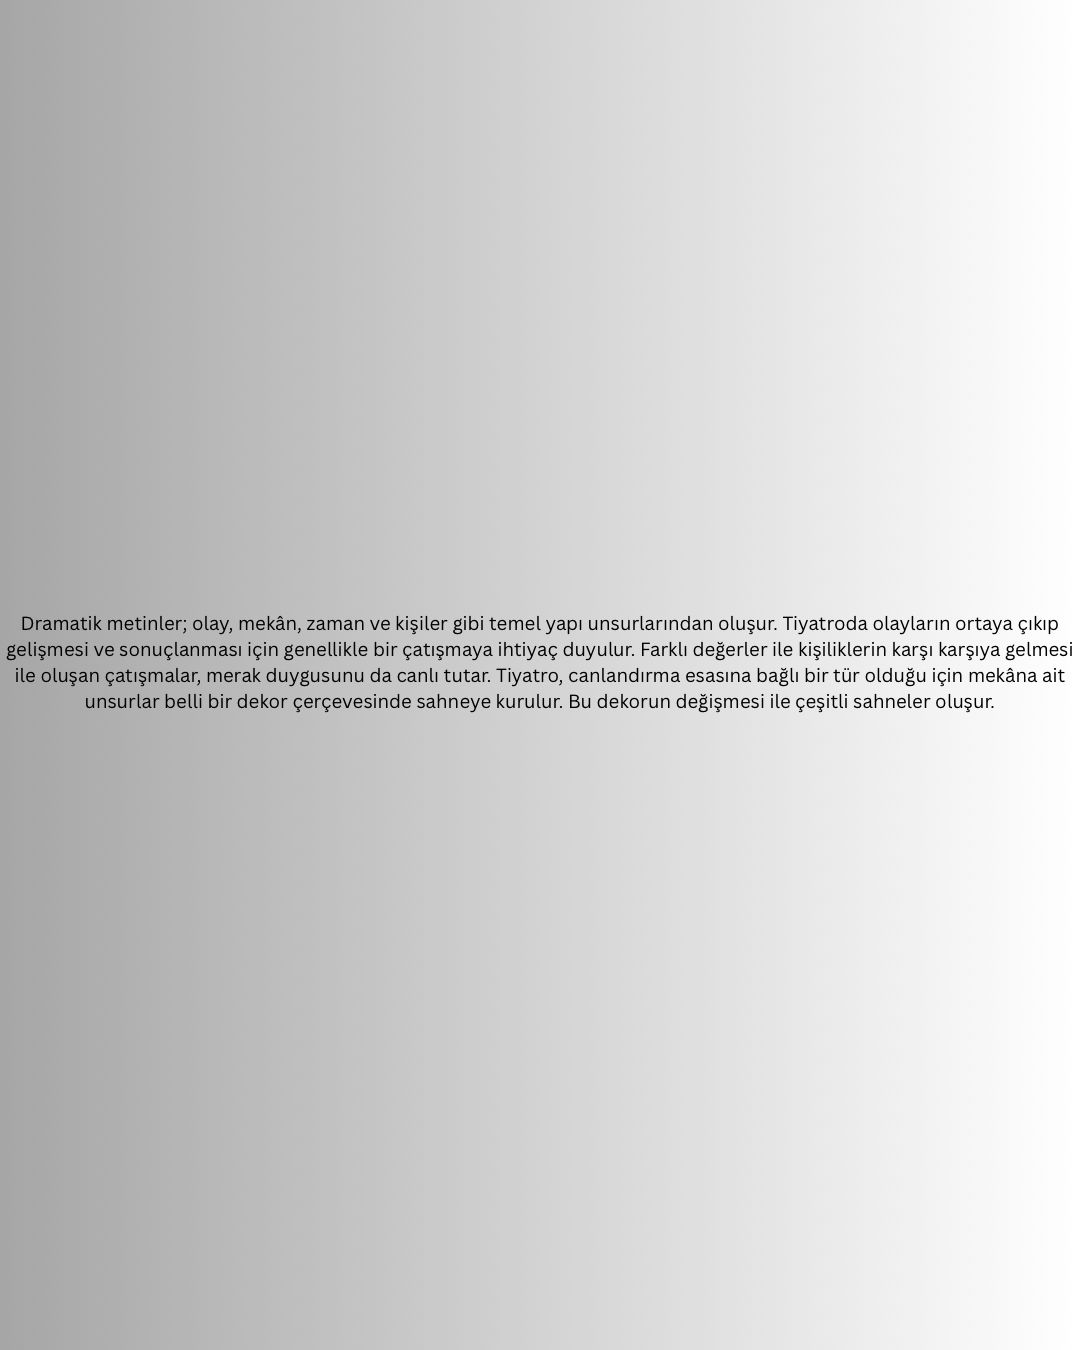 Dramatik metinler; olay, mekân, zaman ve kişiler gibi temel yapı unsurlarından oluşur. Tiyatroda olayların ortaya çıkıp
gelişmesi ve sonuçlanması için genellikle bir çatışmaya ihtiyaç duyulur. Farklı değerler ile kişiliklerin karşı karşıya gelmesi
ile oluşan çatışmalar, merak duygusunu da canlı tutar. Tiyatro, canlandırma esasına bağlı bir tür olduğu için mekâna ait
unsurlar belli bir dekor çerçevesinde sahneye kurulur. Bu dekorun değişmesi ile çeşitli sahneler oluşur.